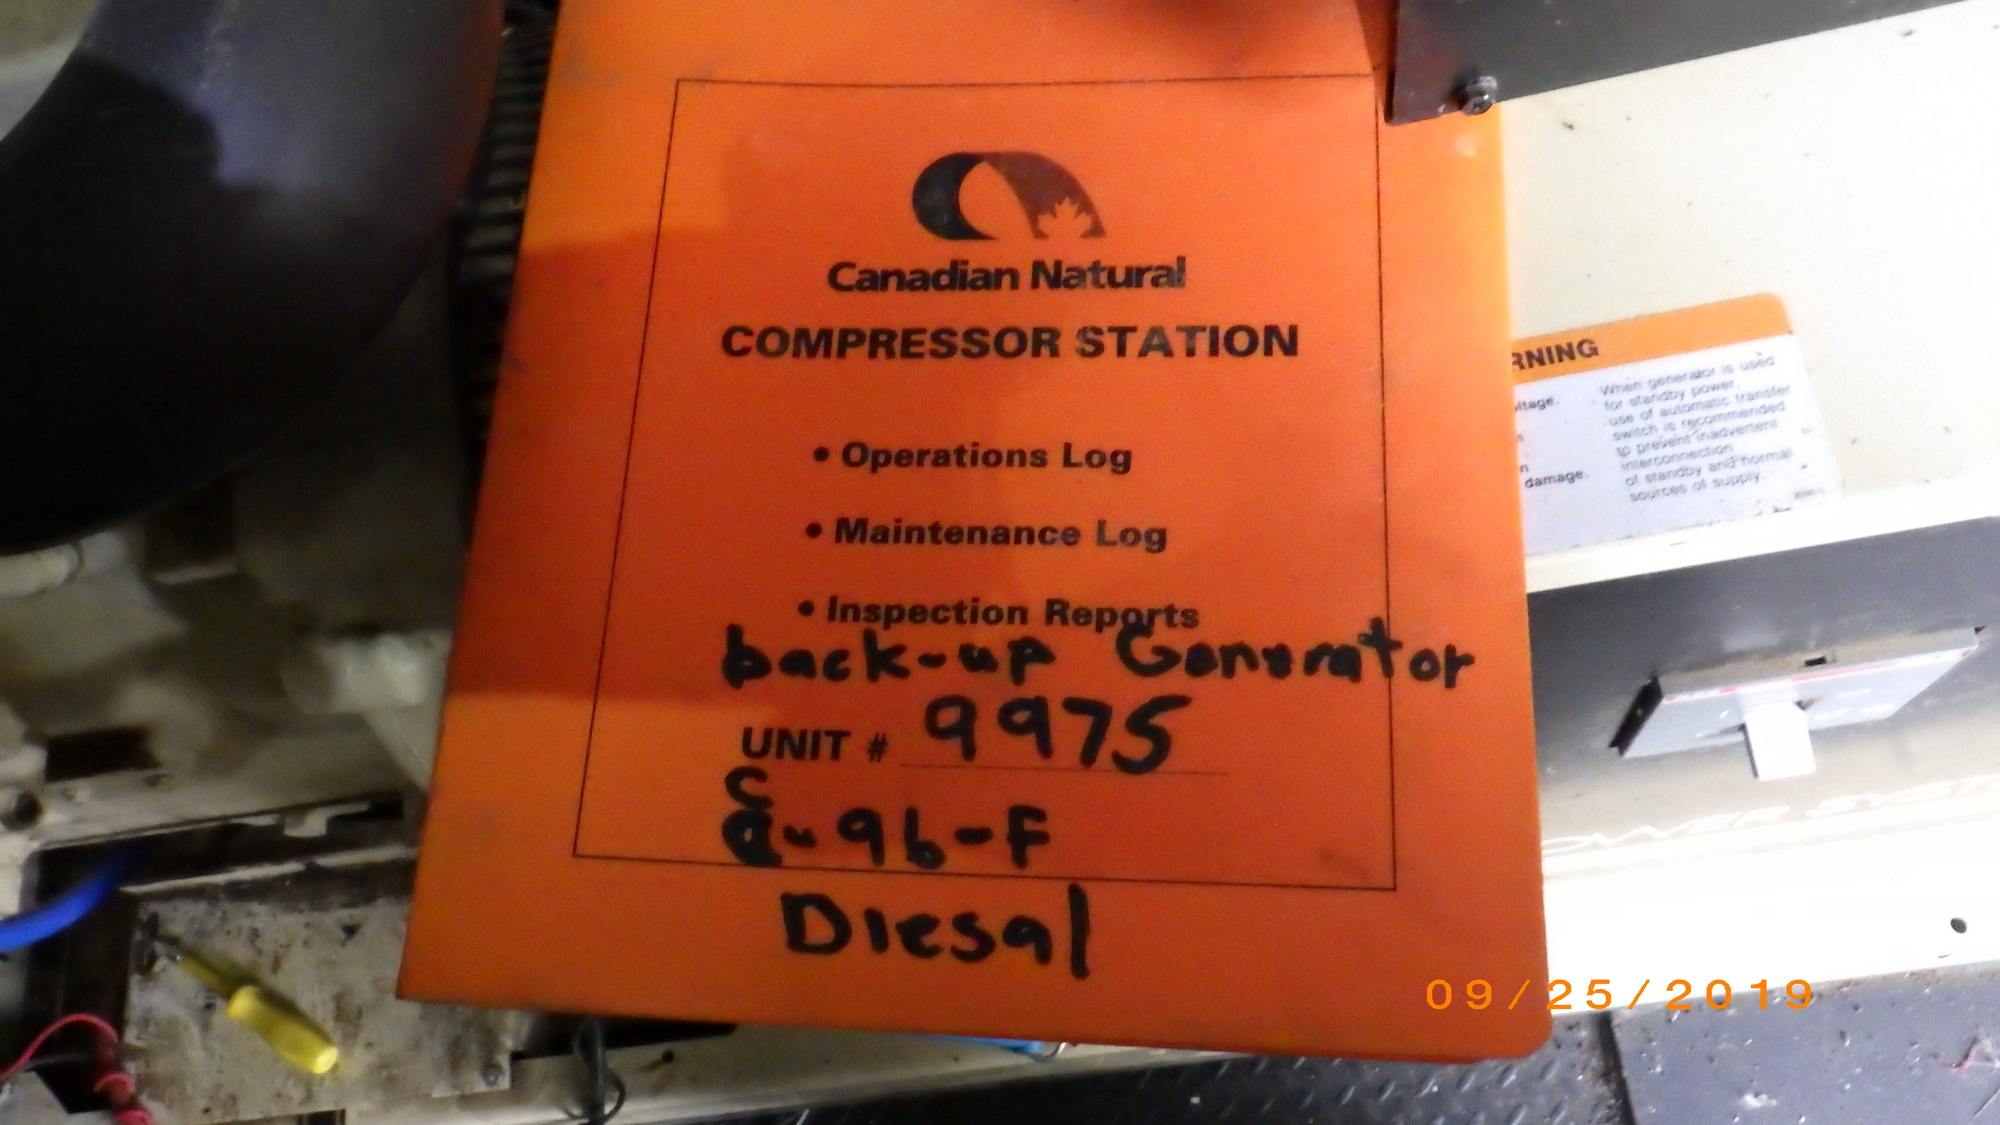 Canadian Natural
COMPRESSOR STATION
• Operations Log
• Maintenance Log
• Inspection Reports
back-up Generator
UNIT # 9975
C
a-96-F
Diesal
RNING
When generator is used
for standby power,
use of automatic transfer
switch is recommended
to prevent inadvertent
interconnection
of standby and normal
sources of supply
damage.
09/25/2019